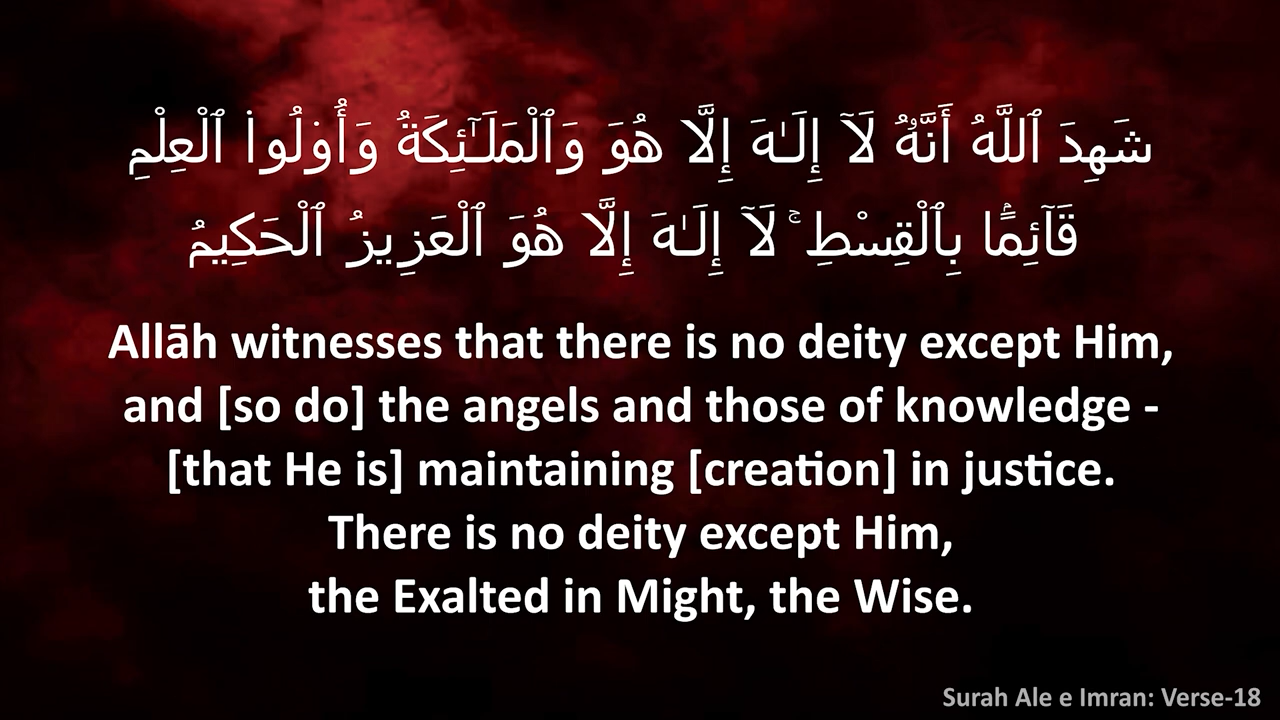 شَهِدَ ٱللَّهُ أَنَّهُۥ لَآ إِلَـٰهَ إِلَّا هُوَ وَٱلْمَلَـٰٓئِكَةُ وَأُو۟لُوا۟ ٱلْعِلْمِ
قَآئِمًۢا بِٱلْقِسْطِ ۚ لَآ إِلَـٰهَ إِلَّا هُوَ ٱلْعَزِيزُ ٱلْحَكِيمُ
Allāh witnesses that there is no deity except Him,
and [so do] the angels and those of knowledge -
[that He is] maintaining [creation] in justice.
There is no deity except Him,
the Exalted in Might, the Wise.
Surah Ale e Imran: Verse-18